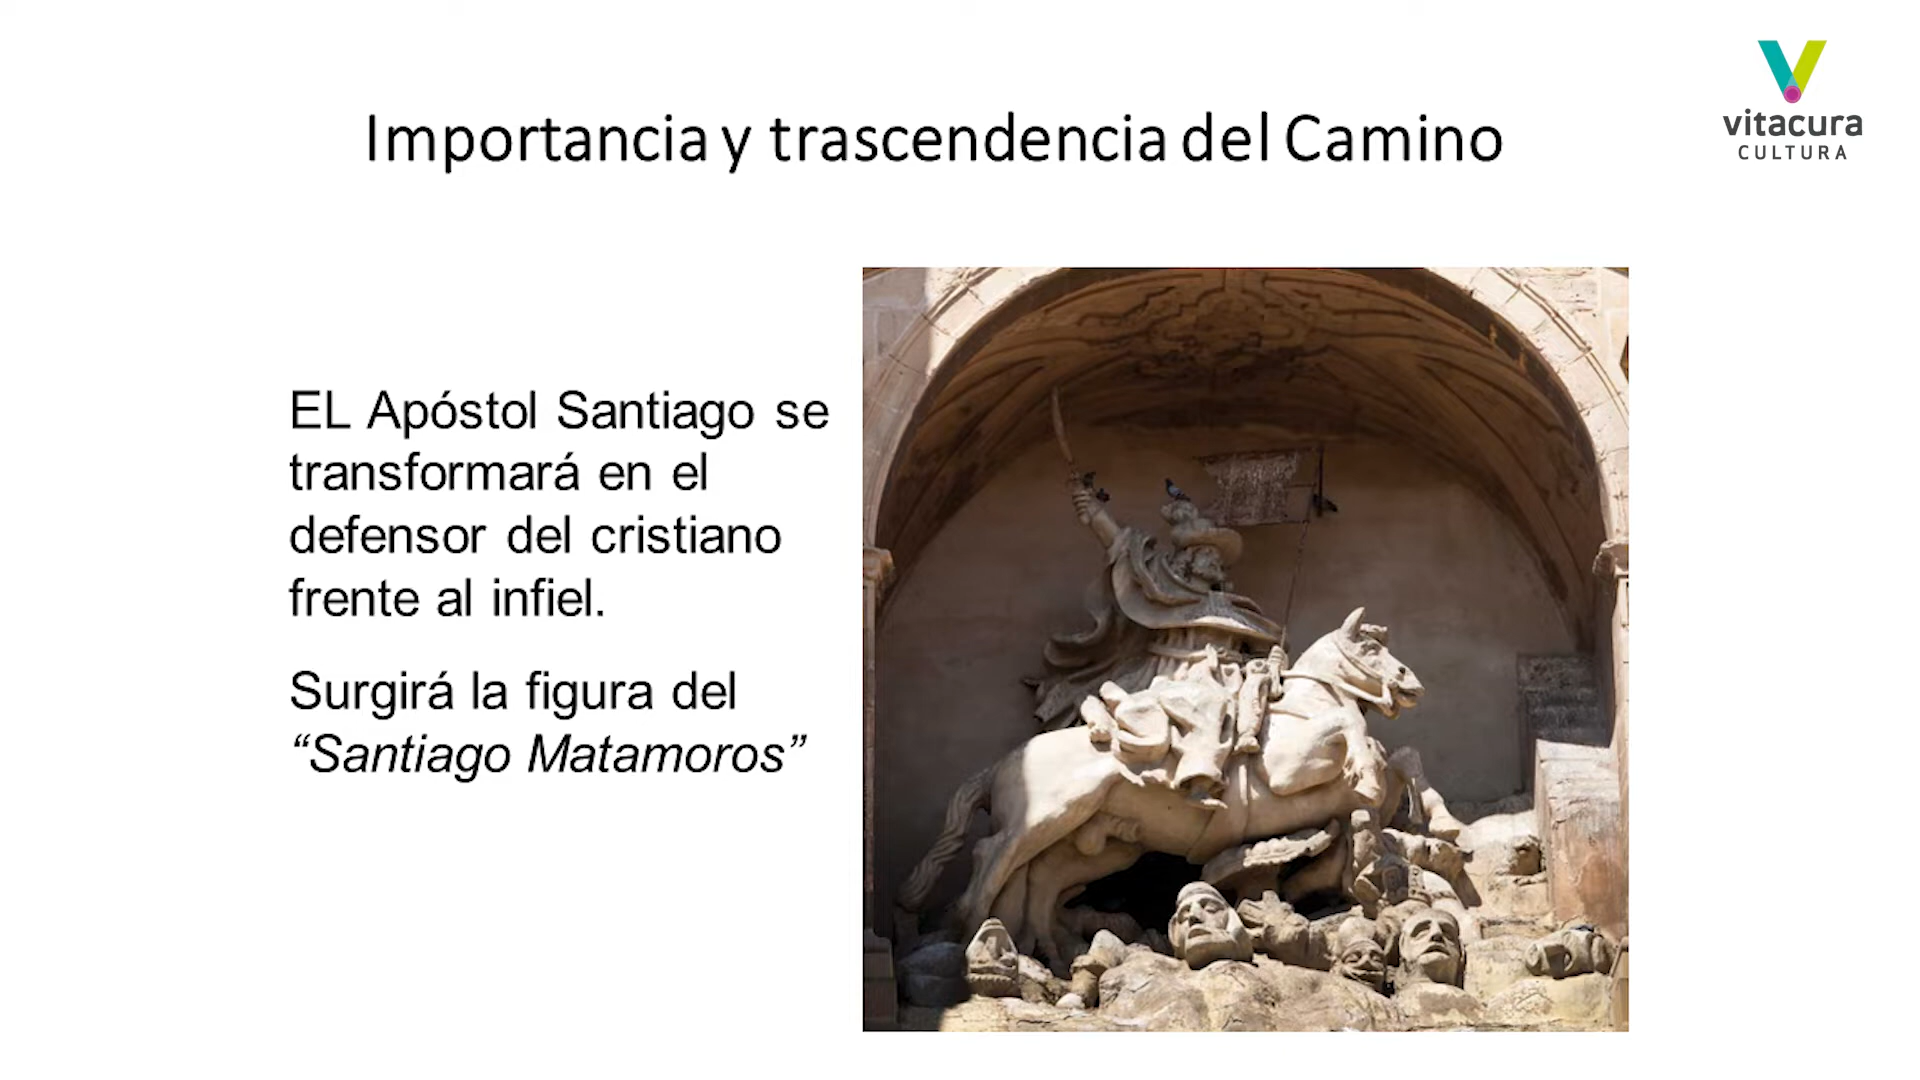 Importancia y trascendencia del Camino
vitacura
CULTURA
EL Apóstol Santiago se
transformará en el
defensor del cristiano
frente al infiel.
Surgirá la figura del
“Santiago Matamoros”